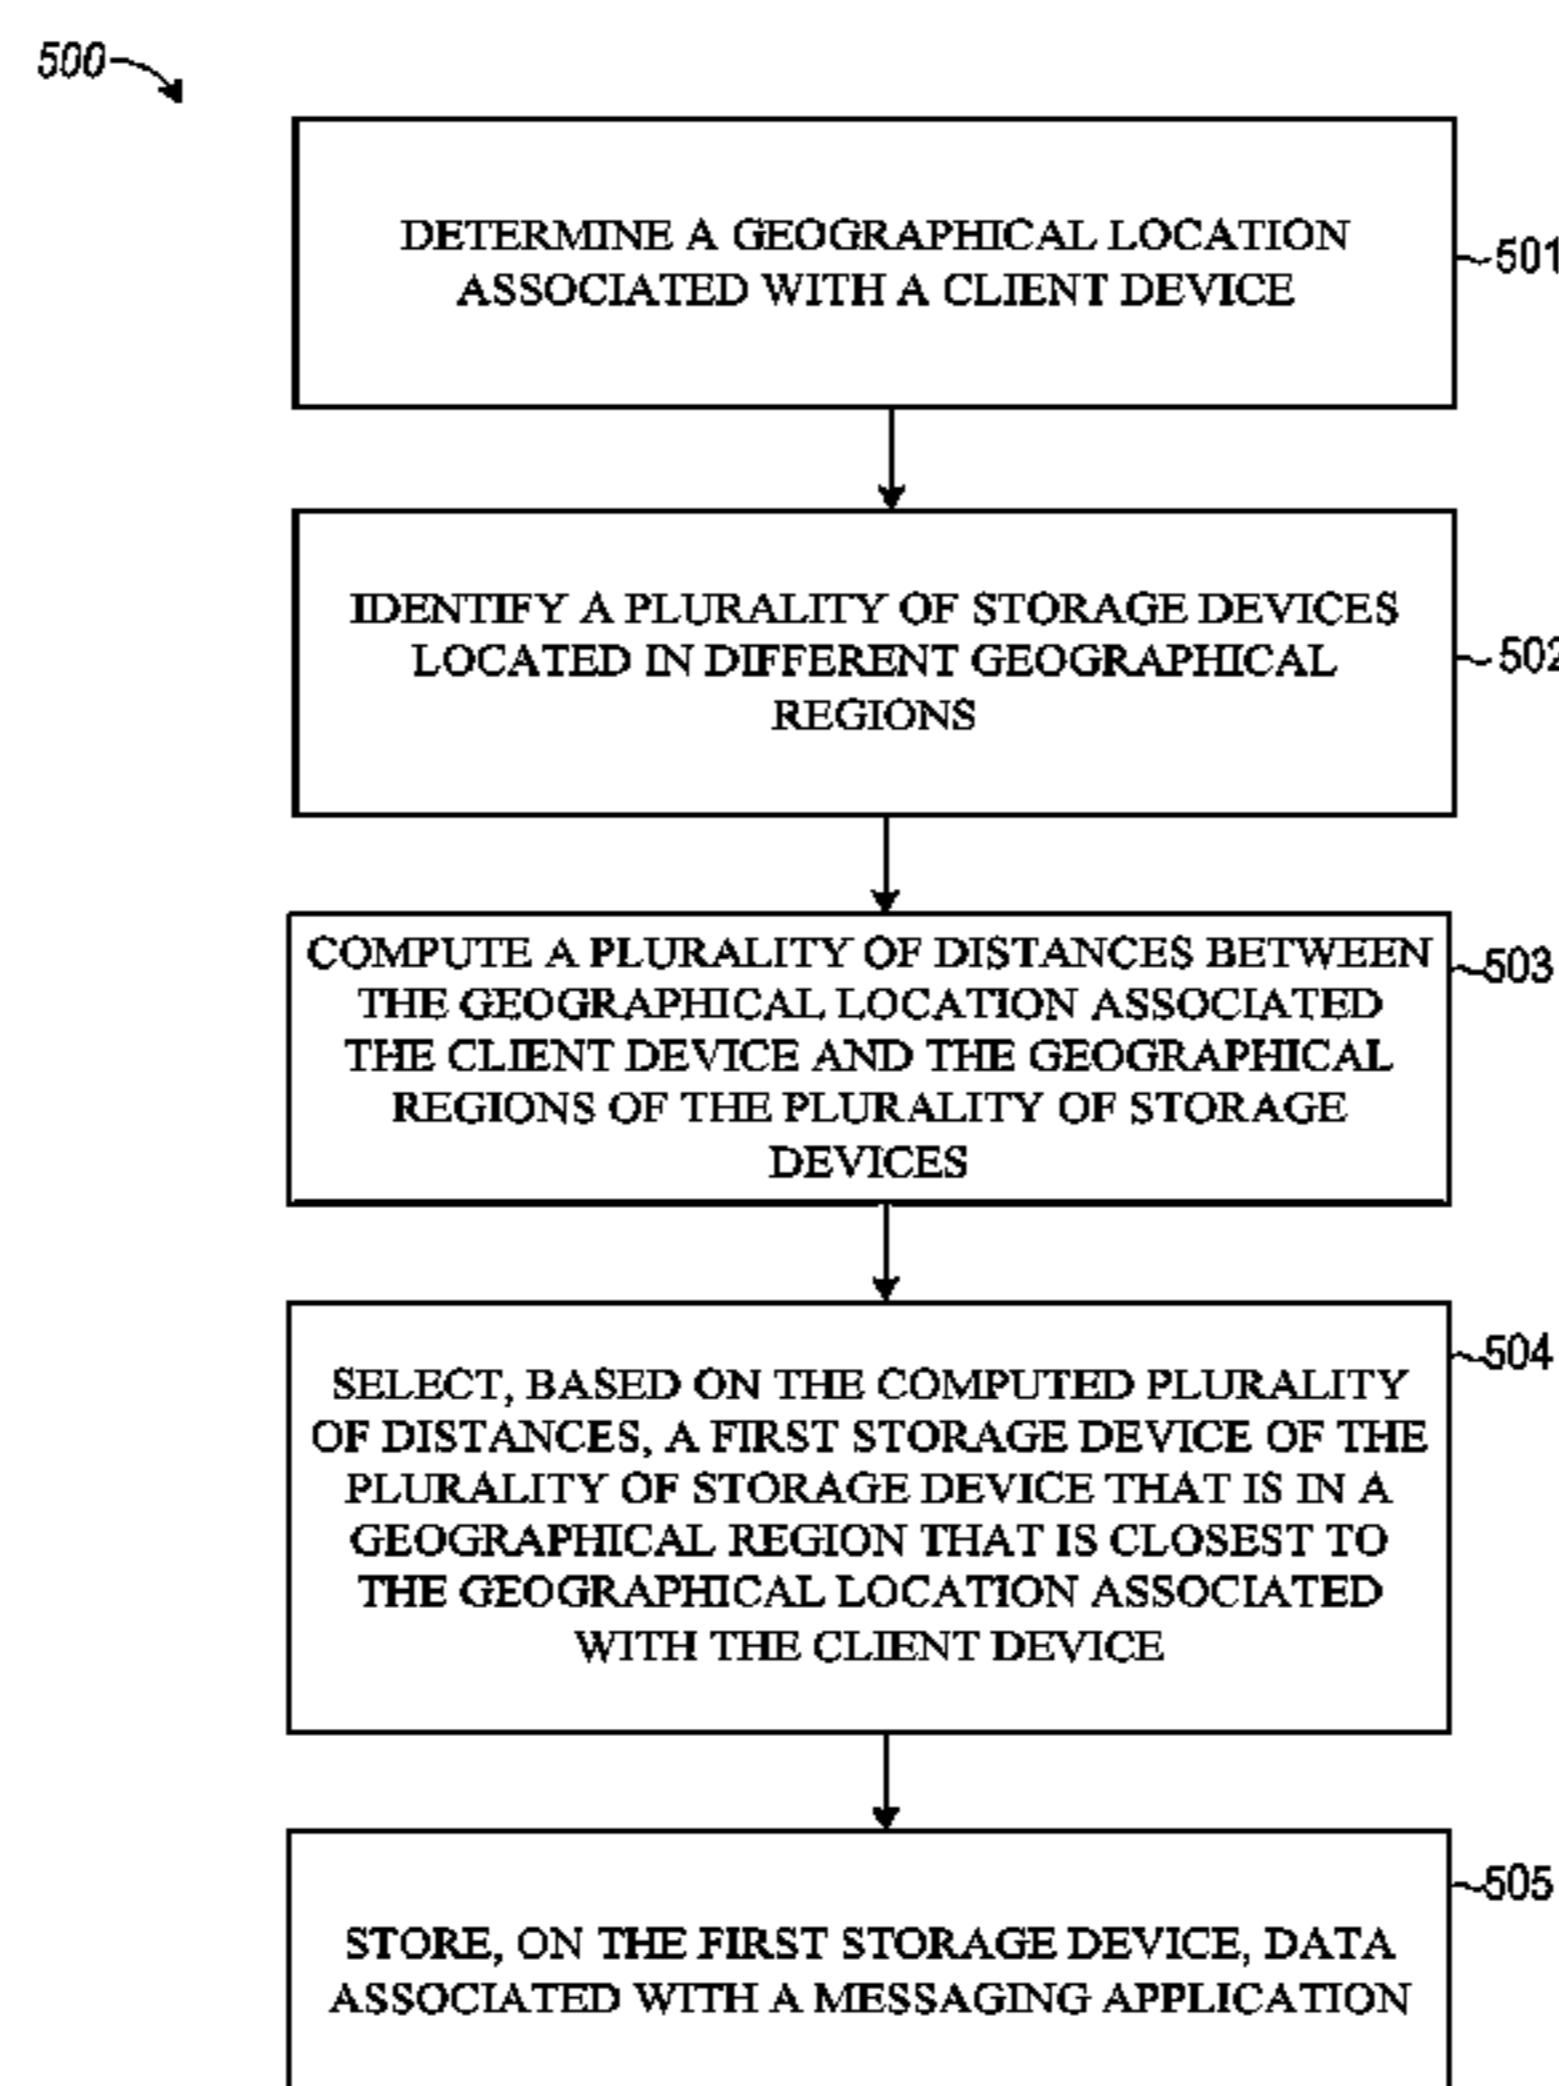 500
DETERMINE A GEOGRAPHICAL LOCATION
ASSOCIATED WITH A CLIENT DEVICE
501
IDENTIFY A PLURALITY OF STORAGE DEVICES
LOCATED IN DIFFERENT GEOGRAPHICAL
REGIONS
502
COMPUTE A PLURALITY OF DISTANCES BETWEEN
THE GEOGRAPHICAL LOCATION ASSOCIATED
THE CLIENT DEVICE AND THE GEOGRAPHICAL
REGIONS OF THE PLURALITY OF STORAGE
DEVICES
503
SELECT, BASED ON THE COMPUTED PLURALITY
OF DISTANCES, A FIRST STORAGE DEVICE OF THE
PLURALITY OF STORAGE DEVICE THAT IS IN A
GEOGRAPHICAL REGION THAT IS CLOSEST TO
THE GEOGRAPHICAL LOCATION ASSOCIATED
WITH THE CLIENT DEVICE
504
STORE, ON THE FIRST STORAGE DEVICE, DATA
ASSOCIATED WITH A MESSAGING APPLICATION
505